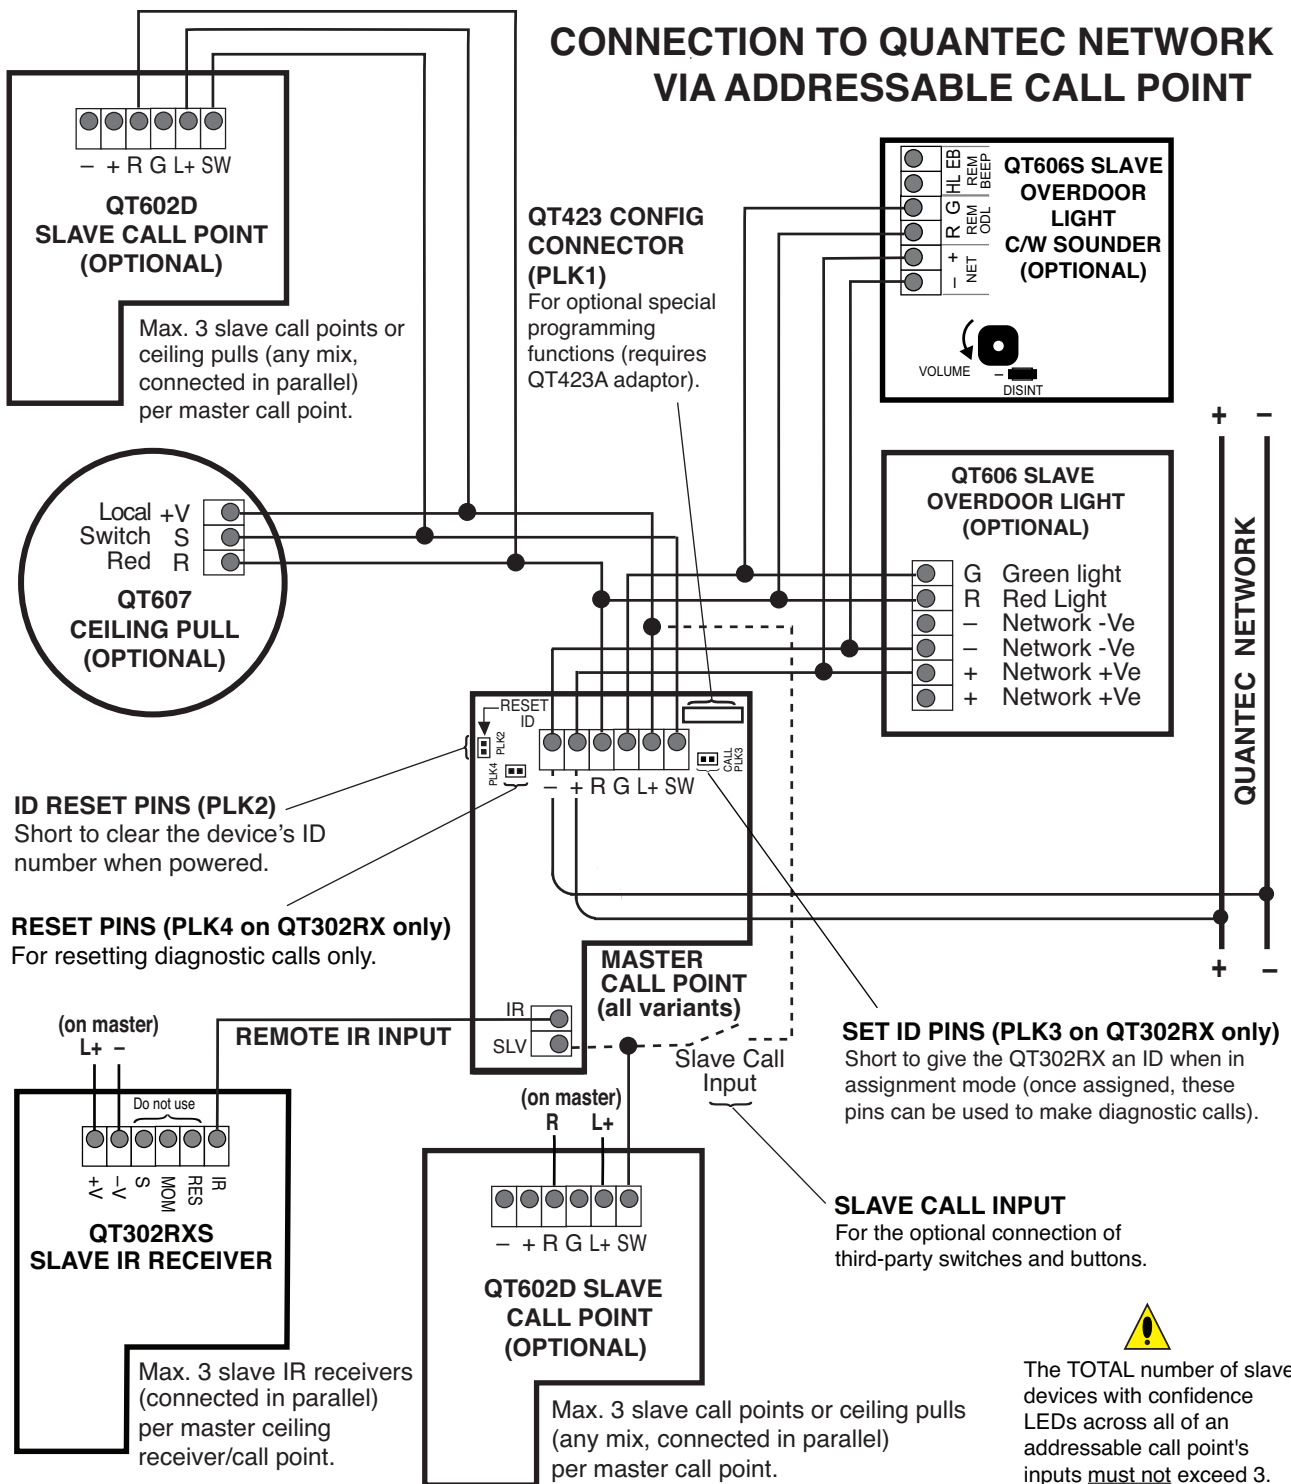 CONNECTION TO QUANTEC NETWORK
VIA ADDRESSABLE CALL POINT
– + R G L+ SW
QT602D
SLAVE CALL POINT
(OPTIONAL)
Max. 3 slave call points or
ceiling pulls (any mix,
connected in parallel)
per master call point.
QT423 CONFIG
CONNECTOR
(PLK1)
For optional special
programming
functions (requires
QT423A adaptor).
HL EB
REM
BEEP
R G
REM
ODL
– +
NET
QT606S SLAVE
OVERDOOR
LIGHT
C/W SOUNDER
(OPTIONAL)
VOLUME
–
DISINT
+ –
Local +V
Switch S
Red R
QT607
CEILING PULL
(OPTIONAL)
QT606 SLAVE
OVERDOOR LIGHT
(OPTIONAL)
G Green light
R Red Light
– Network -Ve
– Network -Ve
+ Network +Ve
+ Network +Ve
QUANTEC NETWORK
RESET
ID
PLK2
PLK4
CALL
PLK3
– + R G L+ SW
ID RESET PINS (PLK2)
Short to clear the device’s ID
number when powered.
RESET PINS (PLK4 on QT302RX only)
For resetting diagnostic calls only.
MASTER
CALL POINT
(all variants)
+ –
IR
SLV
REMOTE IR INPUT
Slave Call
Input
SET ID PINS (PLK3 on QT302RX only)
Short to give the QT302RX an ID when in
assignment mode (once assigned, these
pins can be used to make diagnostic calls).
(on master)
L+ –
Do not use
+V –V S MOM RES IR
QT302RXS
SLAVE IR RECEIVER
Max. 3 slave IR receivers
(connected in parallel)
per master ceiling
receiver/call point.
(on master)
R L+
– + R G L+ SW
QT602D SLAVE
CALL POINT
(OPTIONAL)
Max. 3 slave call points or ceiling pulls
(any mix, connected in parallel)
per master call point.
SLAVE CALL INPUT
For the optional connection of
third-party switches and buttons.
!
The TOTAL number of slave
devices with confidence
LEDs across all of an
addressable call point's
inputs must not exceed 3.